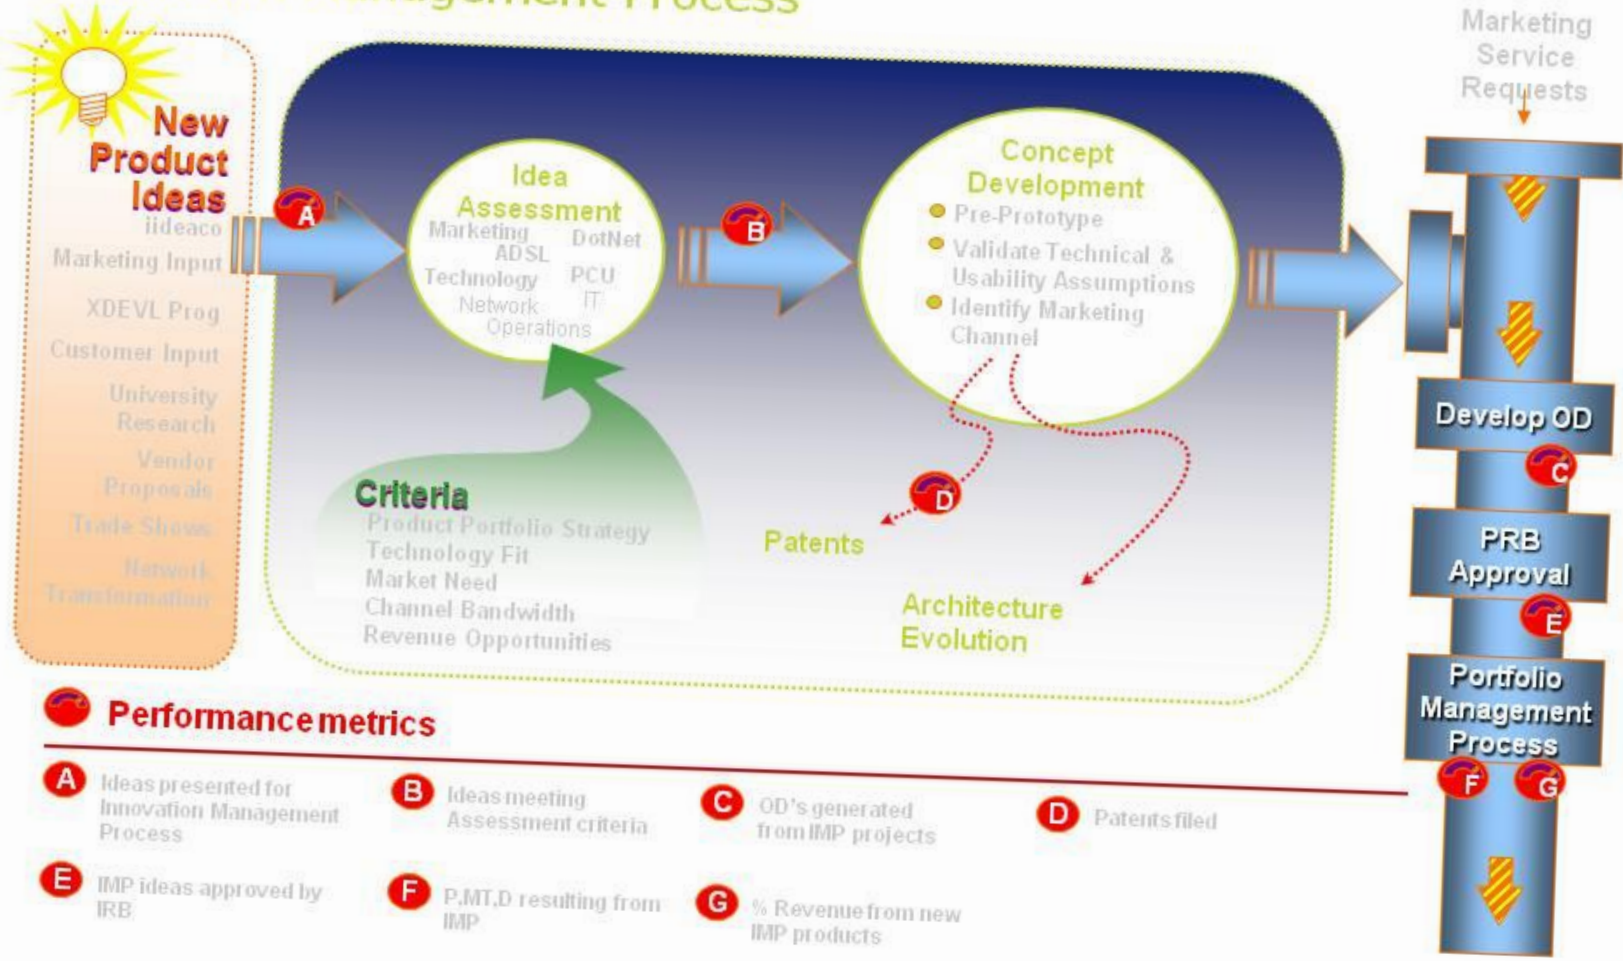 Management Process
New
Product
Ideas
iideaco
Marketing Input
XDEVL Prog
Customer Input
University
Research
Vendor
Proposals
Trade Shows
Network
Transformation
A
Idea
Assessment
Marketing DotNet
ADSL
Technology PCU
Network IT
Operations
B
Concept
Development
Pre-Prototype
Validate Technical &
Usability Assumptions
Identify Marketing
Channel
Criteria
Product Portfolio Strategy
Technology Fit
Market Need
Channel Bandwidth
Revenue Opportunities
D
Patents
Architecture
Evolution
Marketing
Service
Requests
Develop OD
C
PRB
Approval
E
Portfolio
Management
Process
F G
Performance metrics
A Ideas presented for
Innovation Management
Process
B Ideas meeting
Assessment criteria
C OD's generated
from IMP projects
D Patents filed
E IMP ideas approved by
IRB
F P,MT,D resulting from
IMP
G % Revenue from new
IMP products